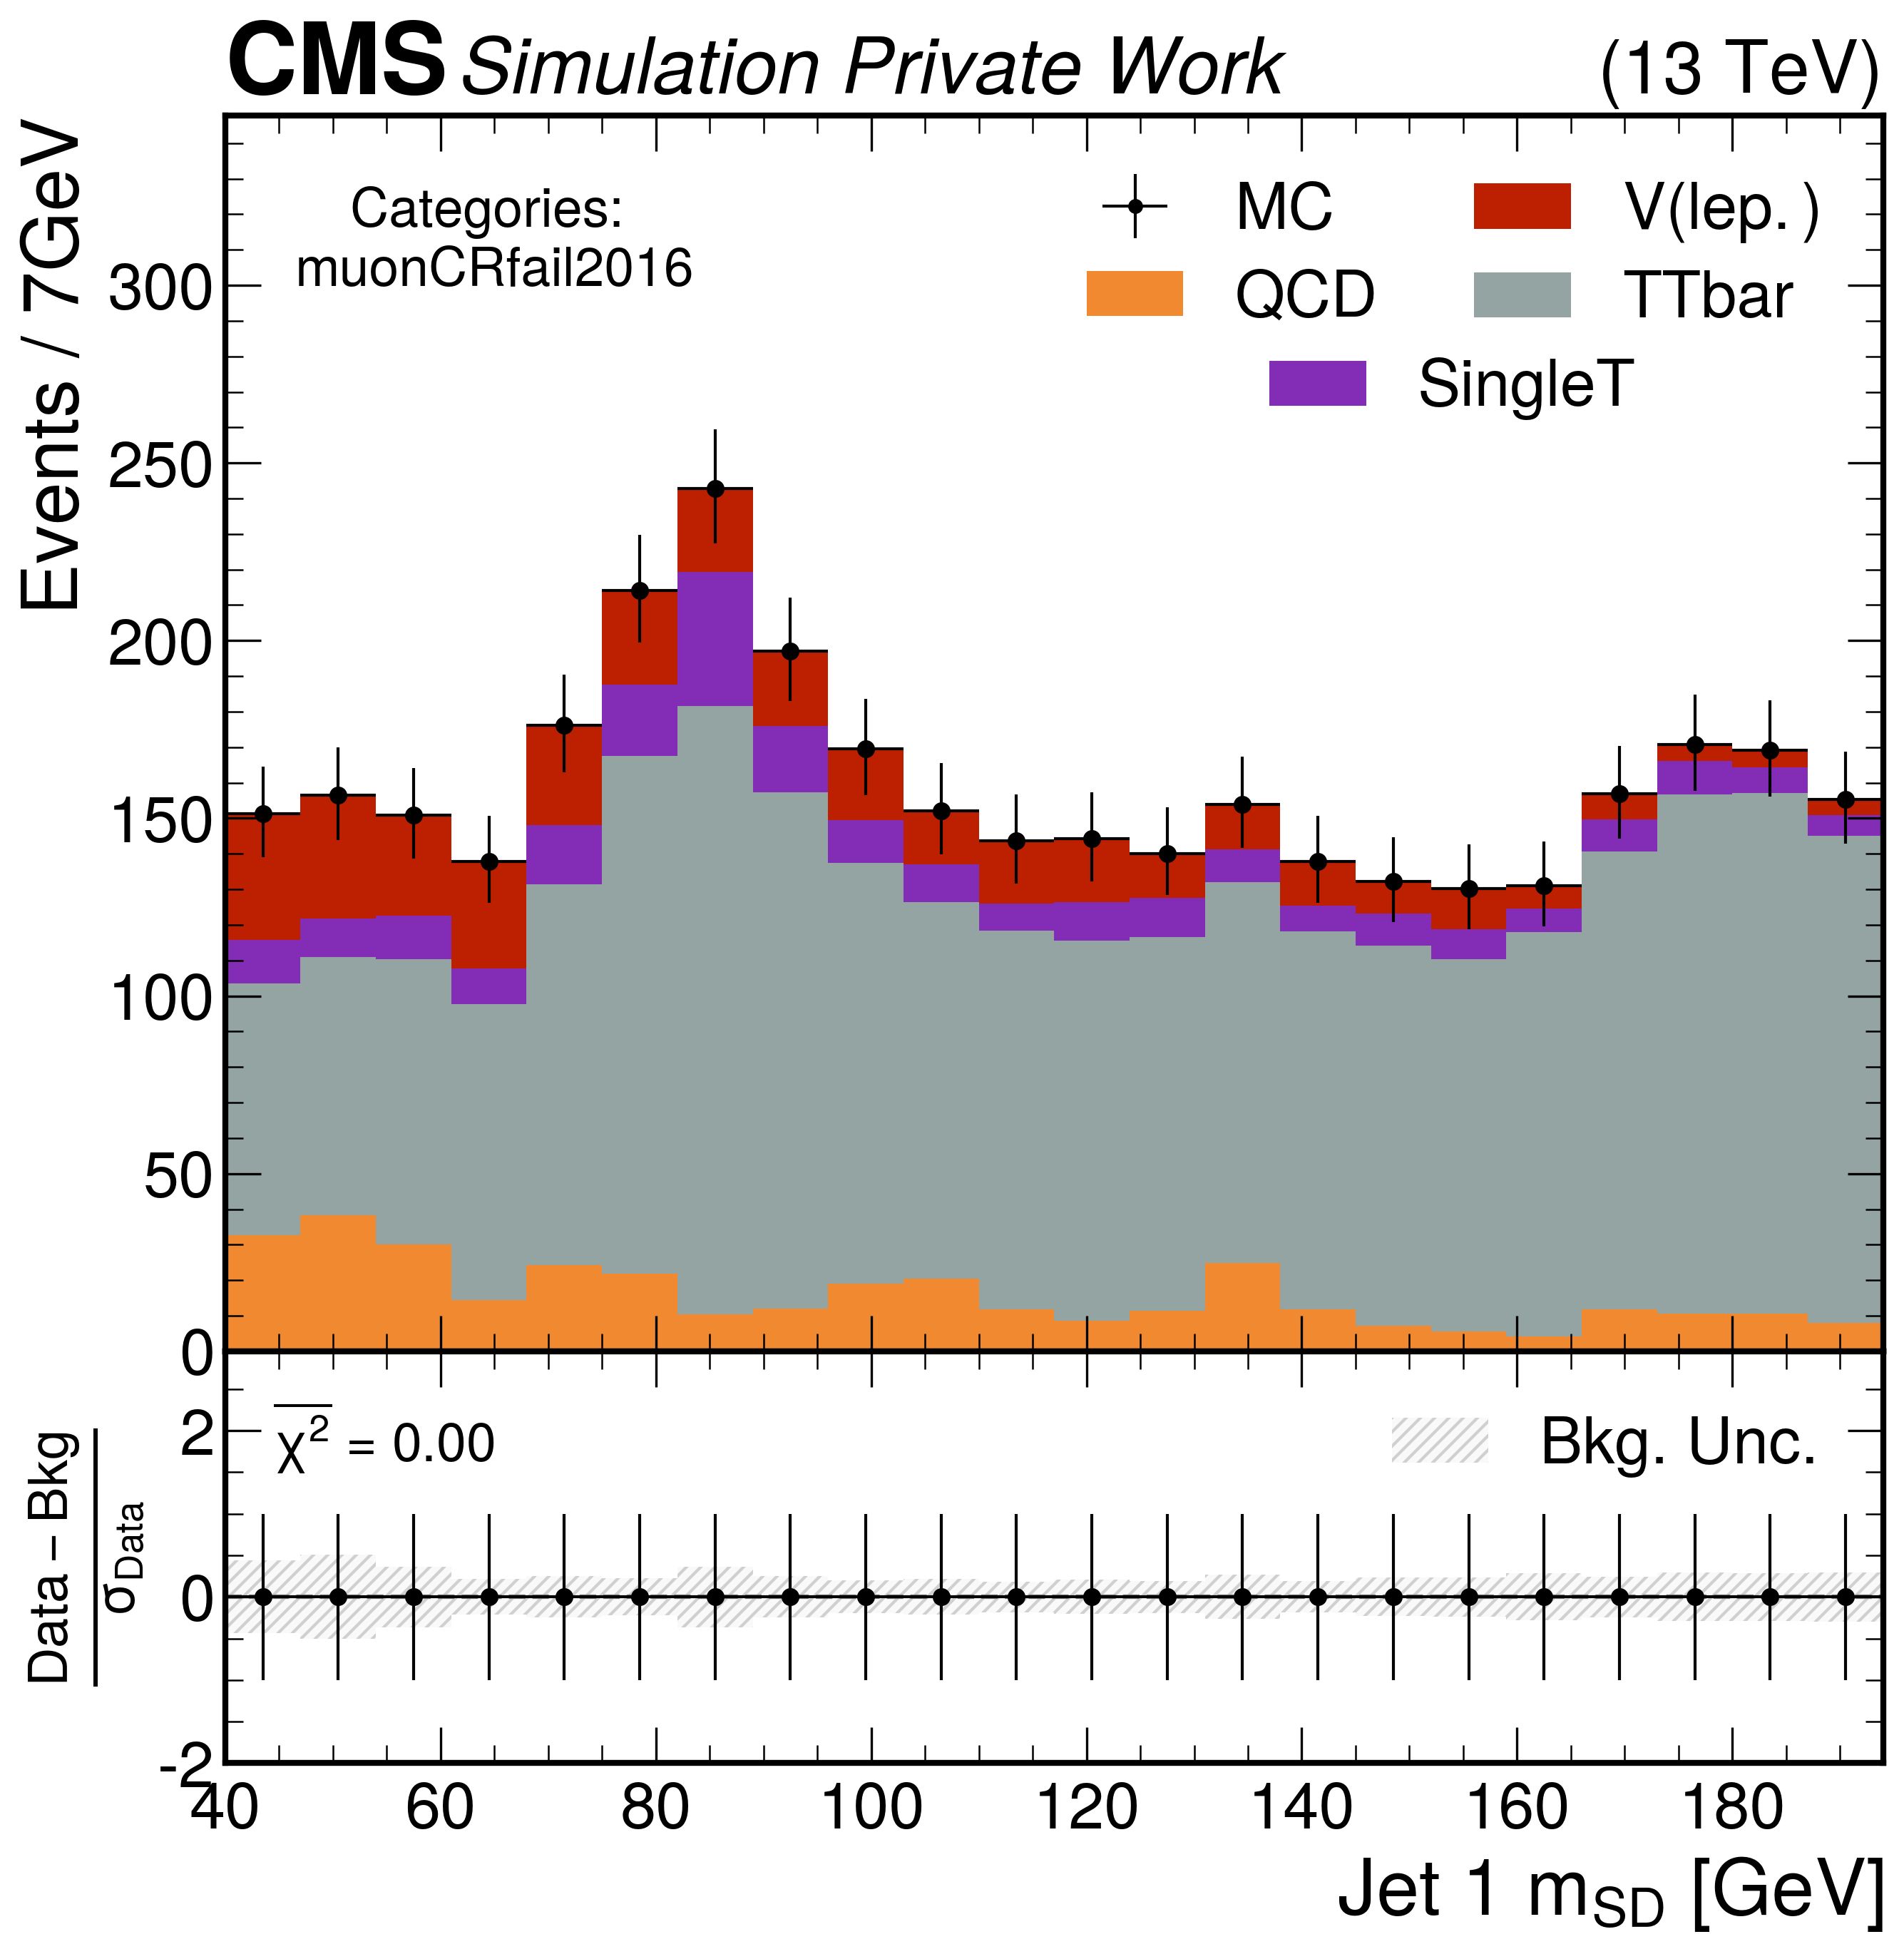 CMS Simulation Private Work (13 TeV)
Events / 7GeV
Categories:
muonCRfail2016
MC V(lep.)
QCD TTbar
SingleT
300
250
200
150
100
50
0
Data − Bkg
σData
2
0
-2
χ² = 0.00
Bkg. Unc.
40 60 80 100 120 140 160 180
Jet 1 mSD [GeV]